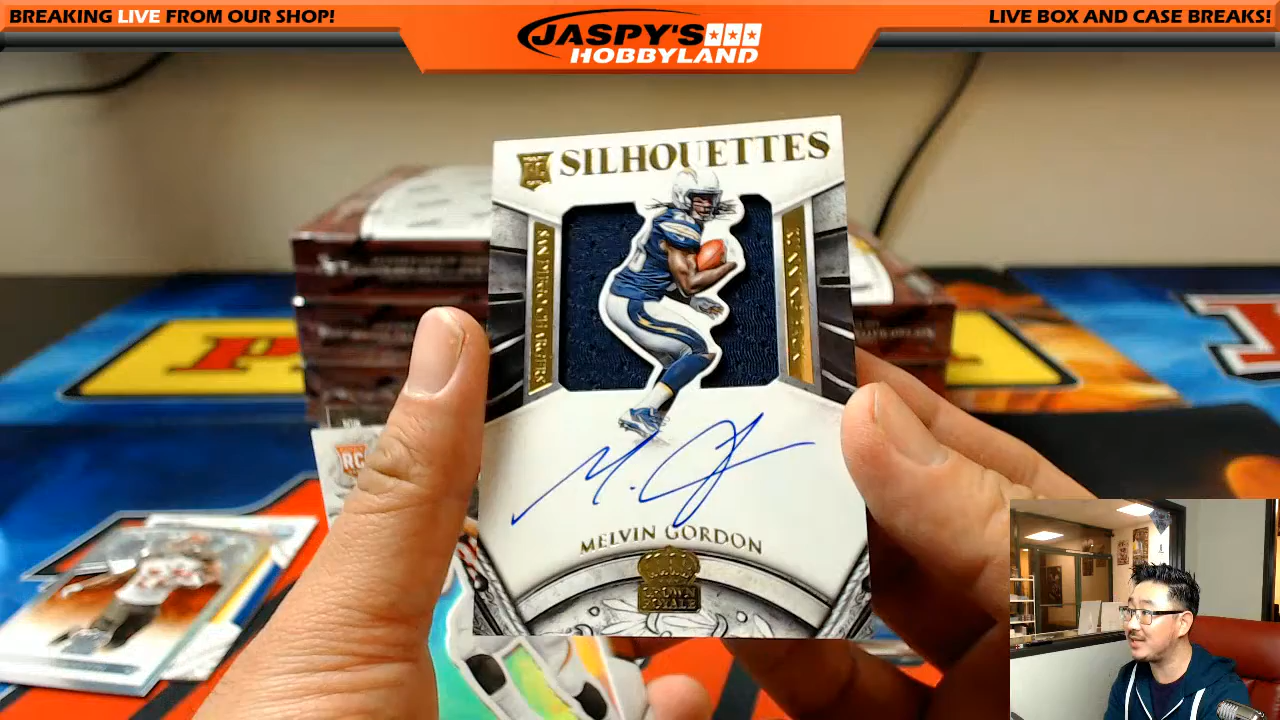 BREAKING LIVE FROM OUR SHOP!
JASPY'S
HOBBYLAND
LIVE BOX AND CASE BREAKS!
RC
SILHOUETTES
SAN DIEGO CHARGERS
RC
MELVIN GORDON
CROWN
ROYALE